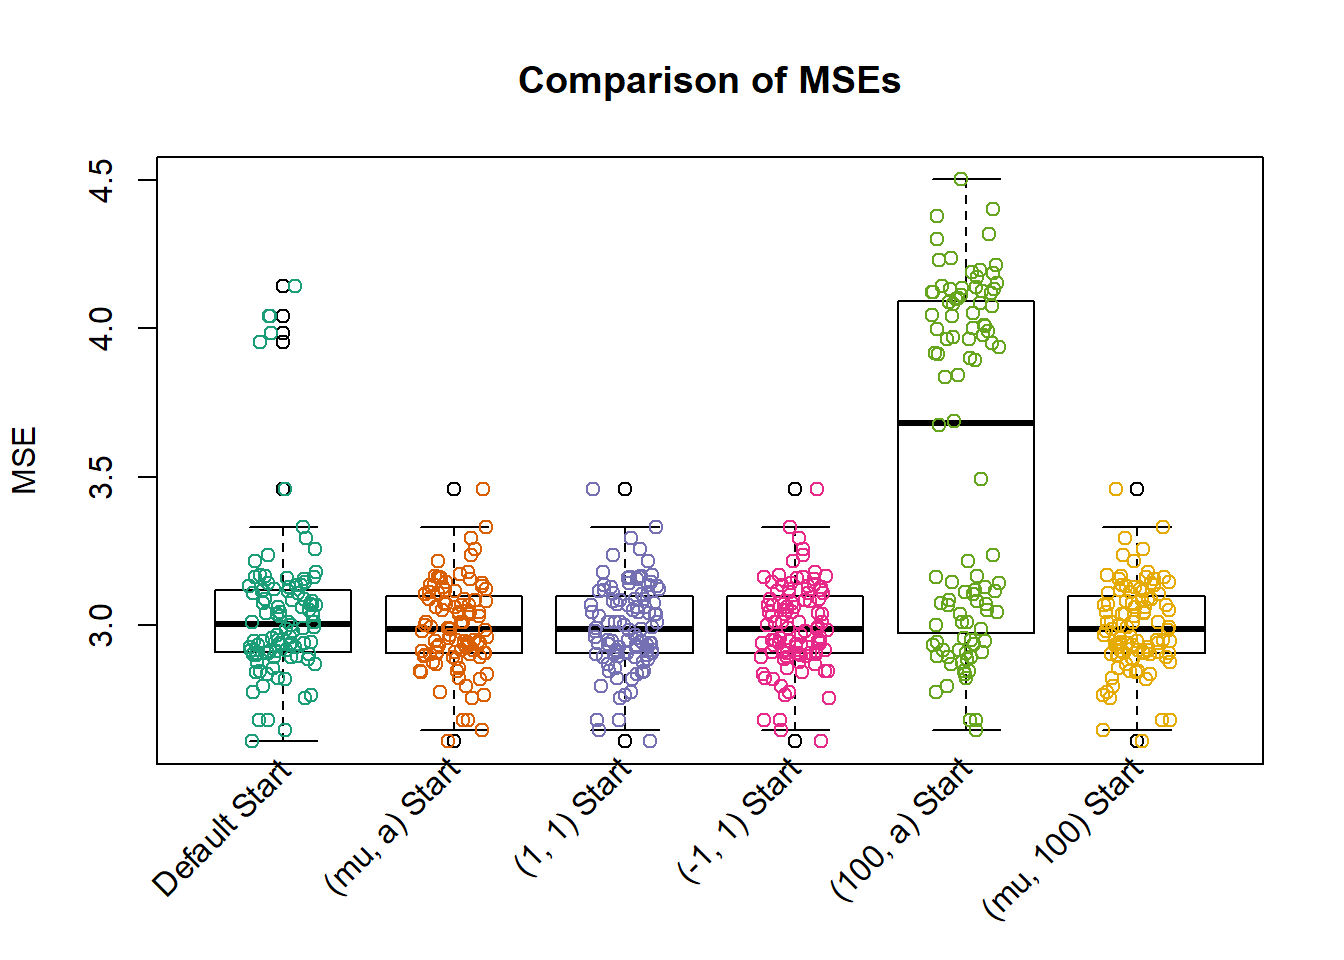 Comparison of MSEs
MSE
4.5
4.0
3.5
3.0
Default Start
(mu, a) Start
(1, 1) Start
(-1, 1) Start
(100, a) Start
(mu, 100) Start